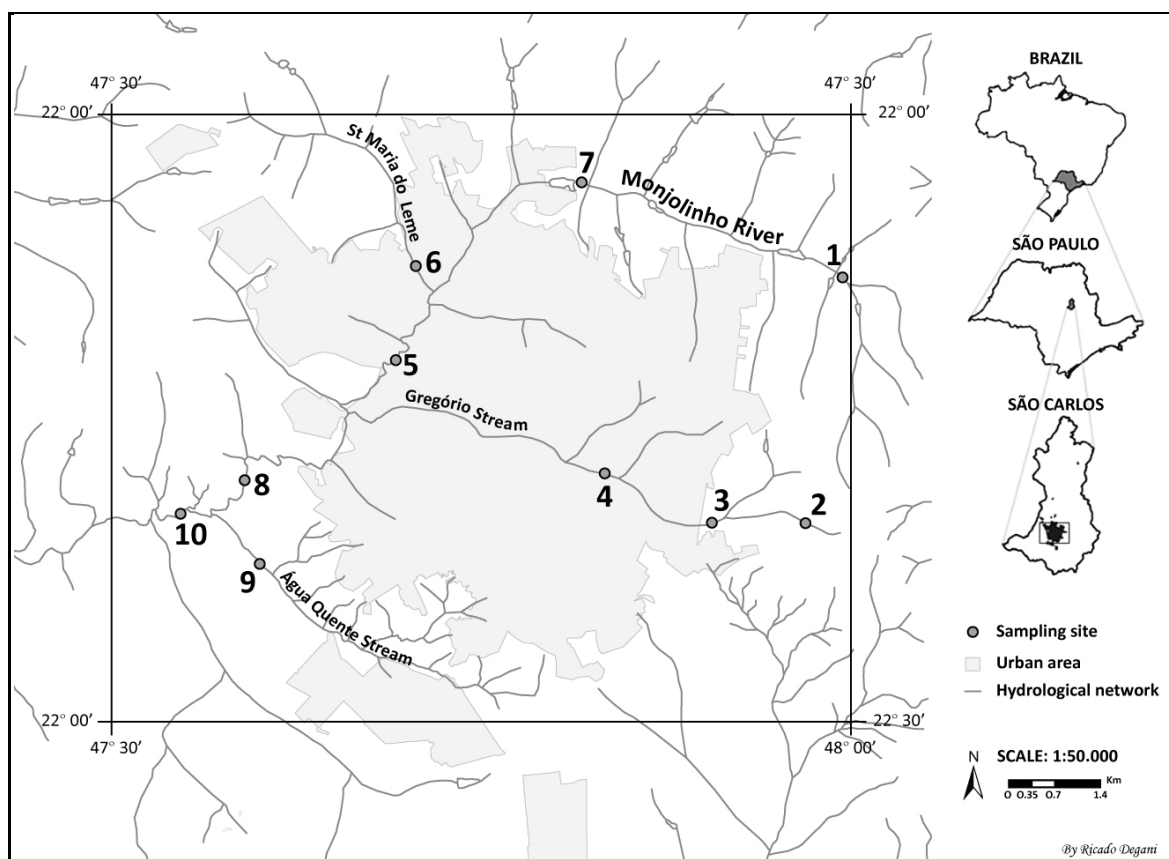 47° 30’
47° 30’
22° 00’
22° 00’
St Maria do Leme
7
Monjolinho River
1
6
5
Gregório Stream
4
3
2
8
10
9
Água Quente Stream
22° 00’
22° 30’
47° 30’
48° 00’
BRAZIL
SÃO PAULO
SÃO CARLOS
Sampling site
Urban area
Hydrological network
N
SCALE: 1:50.000
Km
0 0.35 0.7 1.4
By Ricado Degani